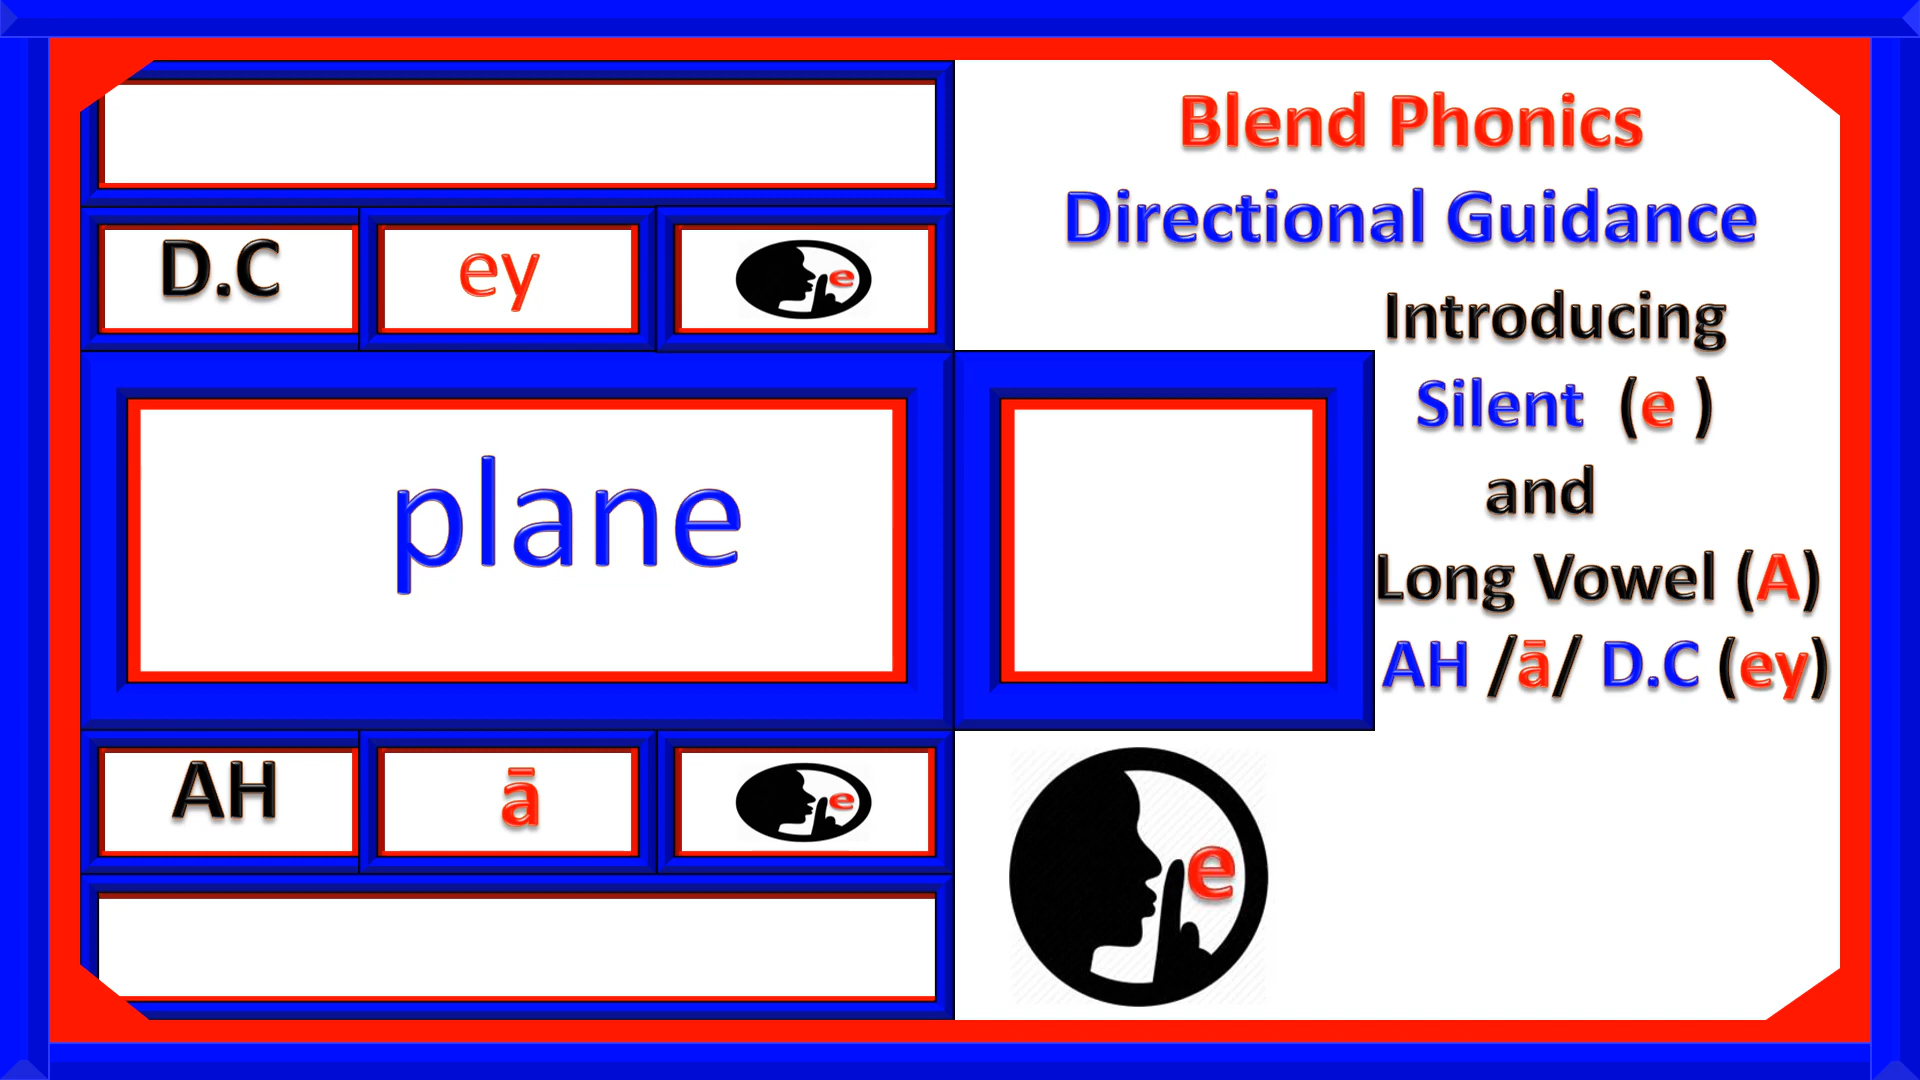 Blend Phonics
Directional Guidance
Introducing
Silent (e )
and
Long Vowel (A)
AH /ā/ D.C (ey)
D.C ey e
plane
AH ā e
e